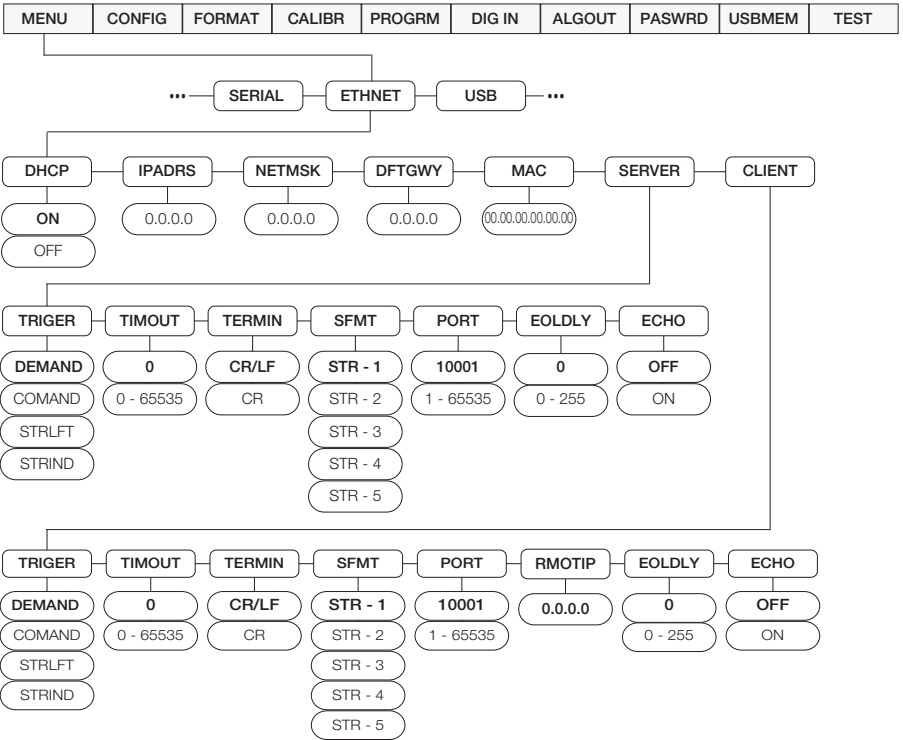 MENU CONFIG FORMAT CALIBR PROGRM DIG IN ALGOUT PASWRD USBMEM TEST
••• SERIAL ETHNET USB •••
DHCP IPADRS NETMSK DFTGWY MAC SERVER CLIENT
ON 0.0.0.0 0.0.0.0 0.0.0.0 00.00.00.00.00.00
OFF
TRIGER TIMOUT TERMIN SFMT PORT EOLDLY ECHO
DEMAND 0 CR/LF STR - 1 10001 0 OFF
COMAND 0 - 65535 CR STR - 2 1 - 65535 0 - 255 ON
STRLFT STR - 3
STRIND STR - 4
STR - 5
TRIGER TIMOUT TERMIN SFMT PORT RMOTIP EOLDLY ECHO
DEMAND 0 CR/LF STR - 1 10001 0.0.0.0 0 OFF
COMAND 0 - 65535 CR STR - 2 1 - 65535 0 - 255 ON
STRLFT STR - 3
STRIND STR - 4
STR - 5